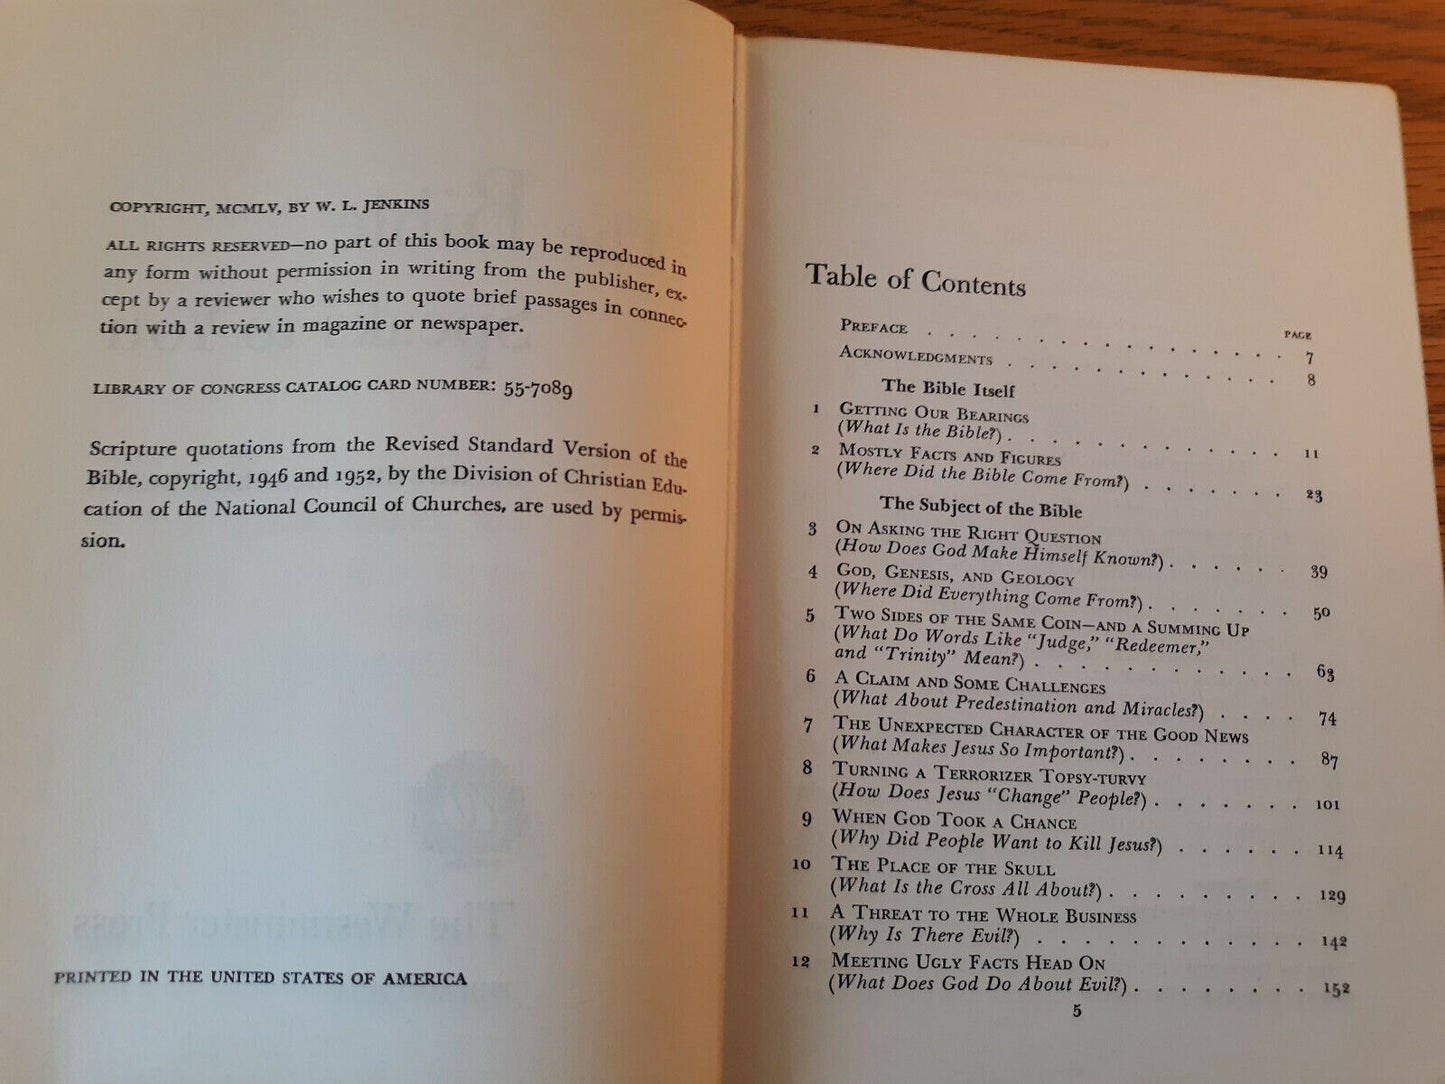 COPYRIGHT, MCMLV, BY W. L. JENKINS
ALL RIGHTS RESERVED—no part of this book may be reproduced in
any form without permission in writing from the publisher, ex-
cept by a reviewer who wishes to quote brief passages in connec-
tion with a review in magazine or newspaper.
LIBRARY OF CONGRESS CATALOG CARD NUMBER: 55-7089
Scripture quotations from the Revised Standard Version of the
Bible, copyright, 1946 and 1952, by the Division of Christian Edu-
cation of the National Council of Churches, are used by permis-
sion.
The Westminster Press
PRINTED IN THE UNITED STATES OF AMERICA
Table of Contents
PAGE
PREFACE . . . . . . . . . . . . . . . . 7
ACKNOWLEDGMENTS . . . . . . . . . . . . 8
The Bible Itself
1 GETTING OUR BEARINGS
(What Is the Bible?) . . . . . . . . . . . . 11
2 MOSTLY FACTS AND FIGURES
(Where Did the Bible Come From?) . . . . . . . 23
The Subject of the Bible
3 ON ASKING THE RIGHT QUESTION
(How Does God Make Himself Known?) . . . . . . 39
4 GOD, GENESIS, AND GEOLOGY
(Where Did Everything Come From?) . . . . . . . 50
5 TWO SIDES OF THE SAME COIN—AND A SUMMING UP
(What Do Words Like "Judge," "Redeemer,"
and "Trinity" Mean?) . . . . . . . . . . . . 63
6 A CLAIM AND SOME CHALLENGES
(What About Predestination and Miracles?) . . . . 74
7 THE UNEXPECTED CHARACTER OF THE GOOD NEWS
(What Makes Jesus So Important?) . . . . . . . . 87
8 TURNING A TERRORIZER TOPSY-TURVY
(How Does Jesus "Change" People?) . . . . . . . 101
9 WHEN GOD TOOK A CHANCE
(Why Did People Want to Kill Jesus?) . . . . . . 114
10 THE PLACE OF THE SKULL
(What Is the Cross All About?) . . . . . . . . . 129
11 A THREAT TO THE WHOLE BUSINESS
(Why Is There Evil?) . . . . . . . . . . . . 142
12 MEETING UGLY FACTS HEAD ON
(What Does God Do About Evil?) . . . . . . . . 152
5